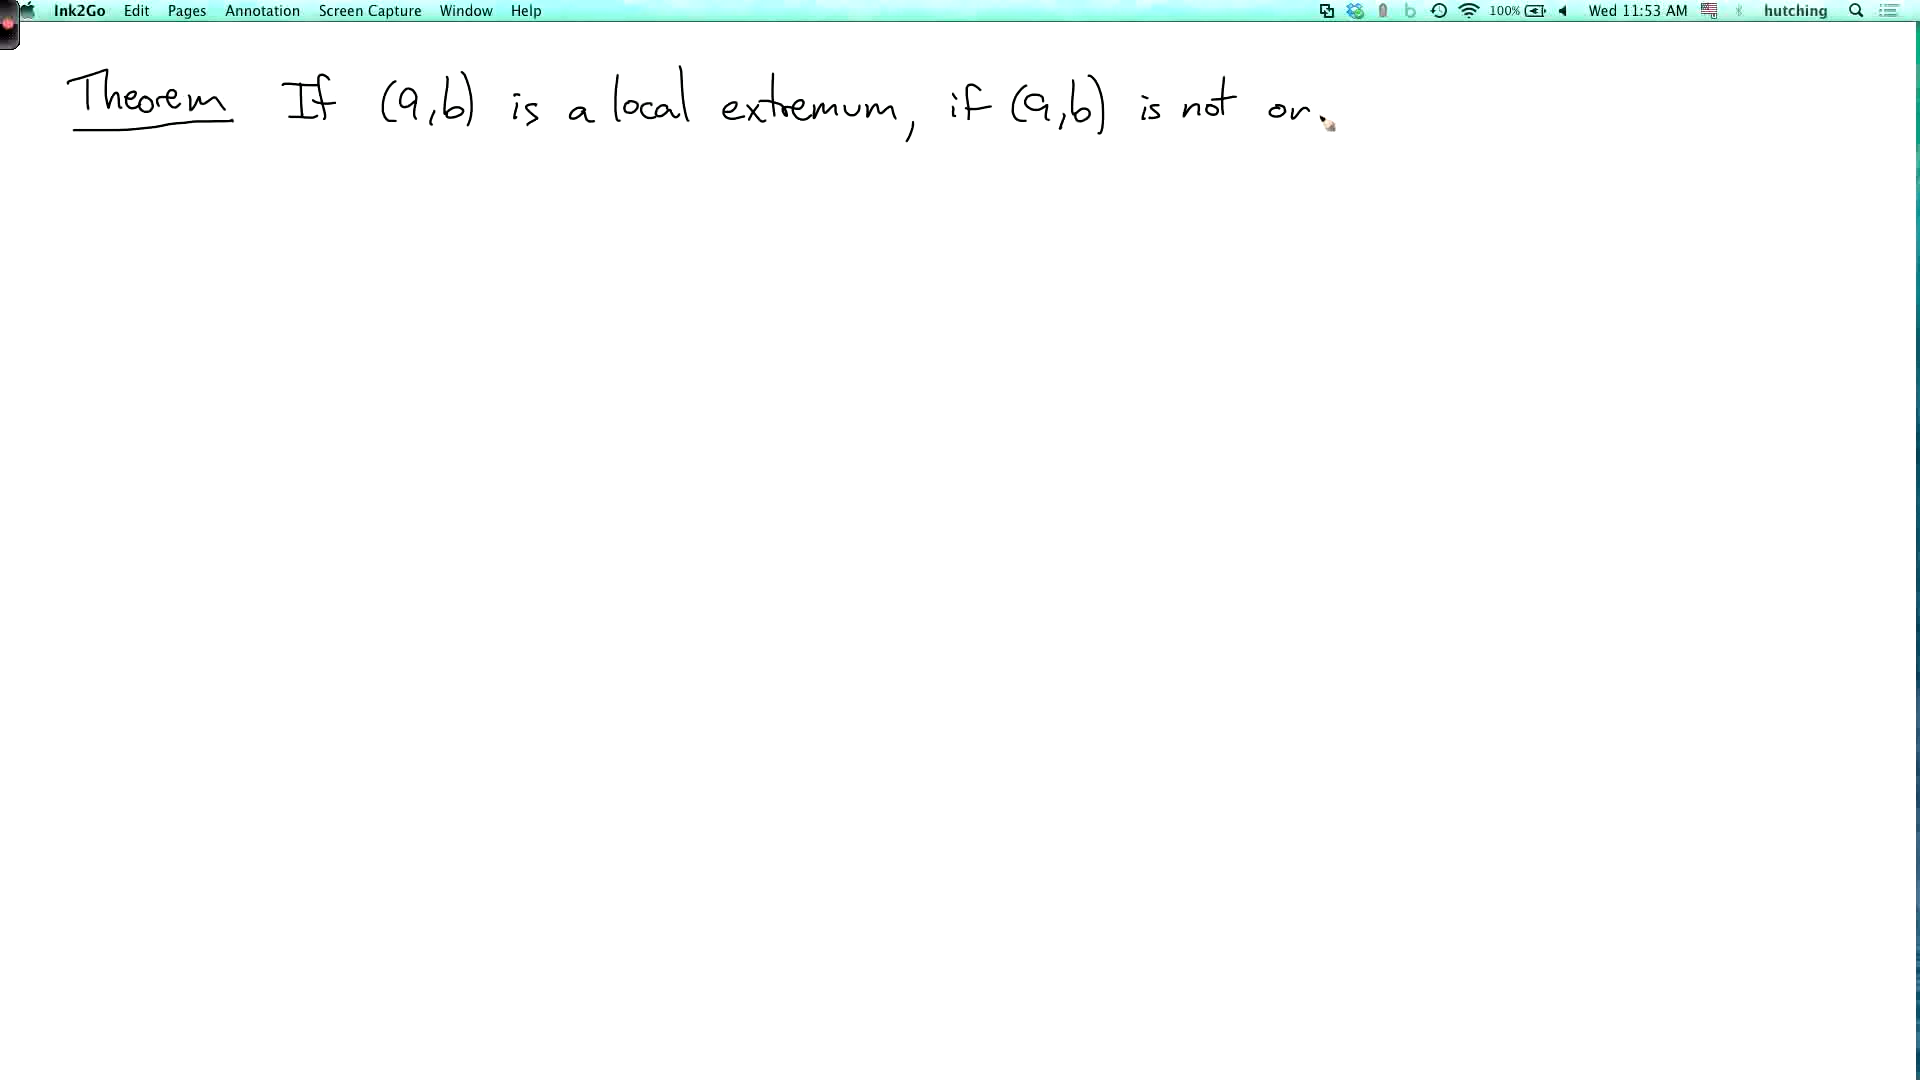 Ink2Go Edit Pages Annotation Screen Capture Window Help 100% Wed 11:53 AM hutching
Theorem If (a,b) is a local extremum, if (a,b) is not on